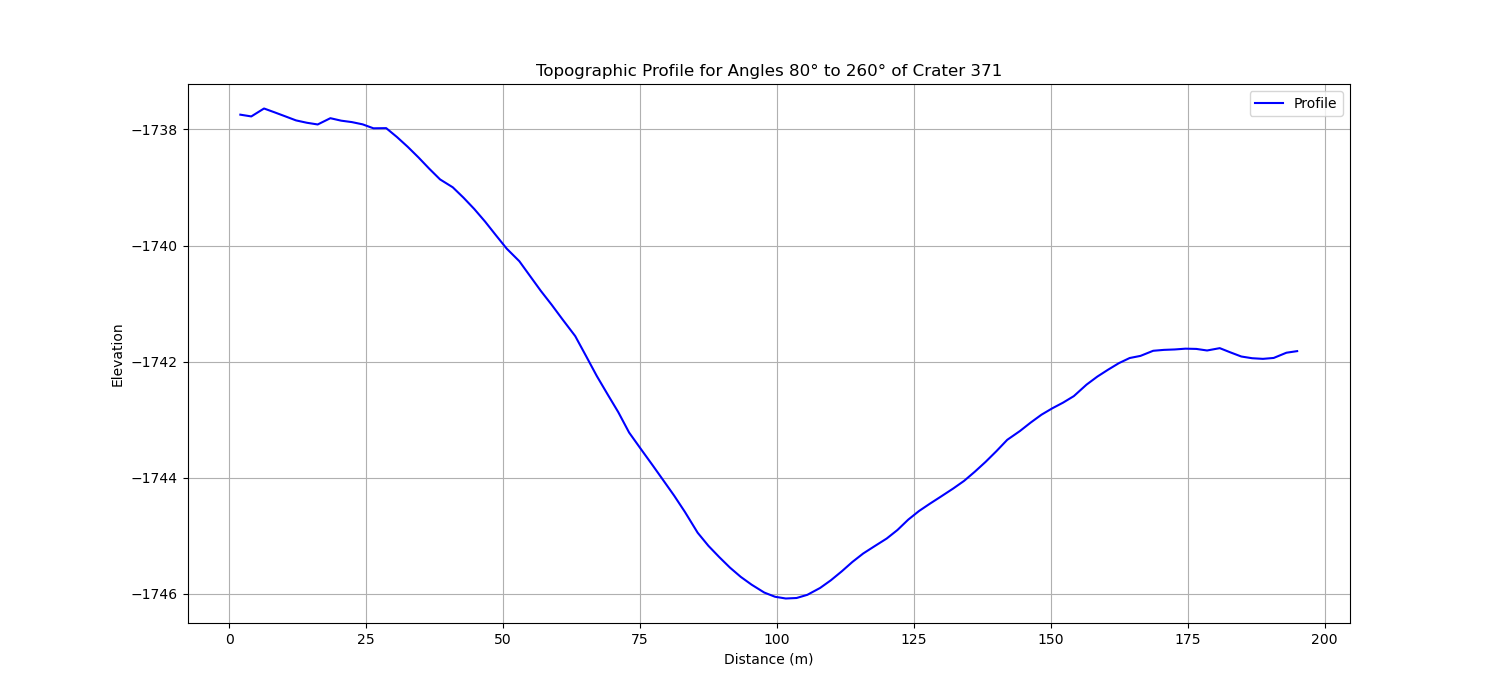 Topographic Profile for Angles 80° to 260° of Crater 371
Profile
−1738
−1740
−1742
−1744
−1746
Elevation
0 25 50 75 100 125 150 175 200
Distance (m)